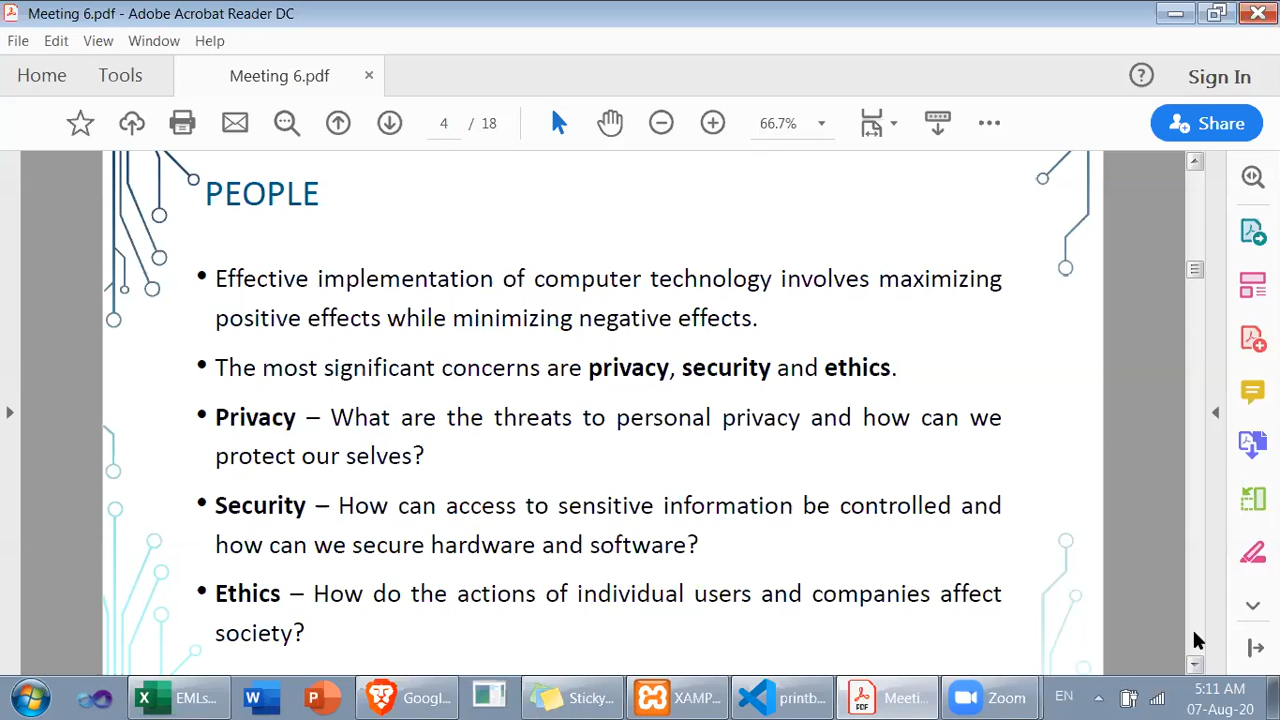 Meeting 6.pdf - Adobe Acrobat Reader DC
File Edit View Window Help
Home Tools Meeting 6.pdf × Sign In
4 / 18 66.7% Share
PEOPLE
• Effective implementation of computer technology involves maximizing
positive effects while minimizing negative effects.
• The most significant concerns are privacy, security and ethics.
• Privacy – What are the threats to personal privacy and how can we
protect our selves?
• Security – How can access to sensitive information be controlled and
how can we secure hardware and software?
• Ethics – How do the actions of individual users and companies affect
society?
EMLs... Googl... Sticky... XAMP... printb... Meeti... Zoom EN 5:11 AM
07-Aug-20